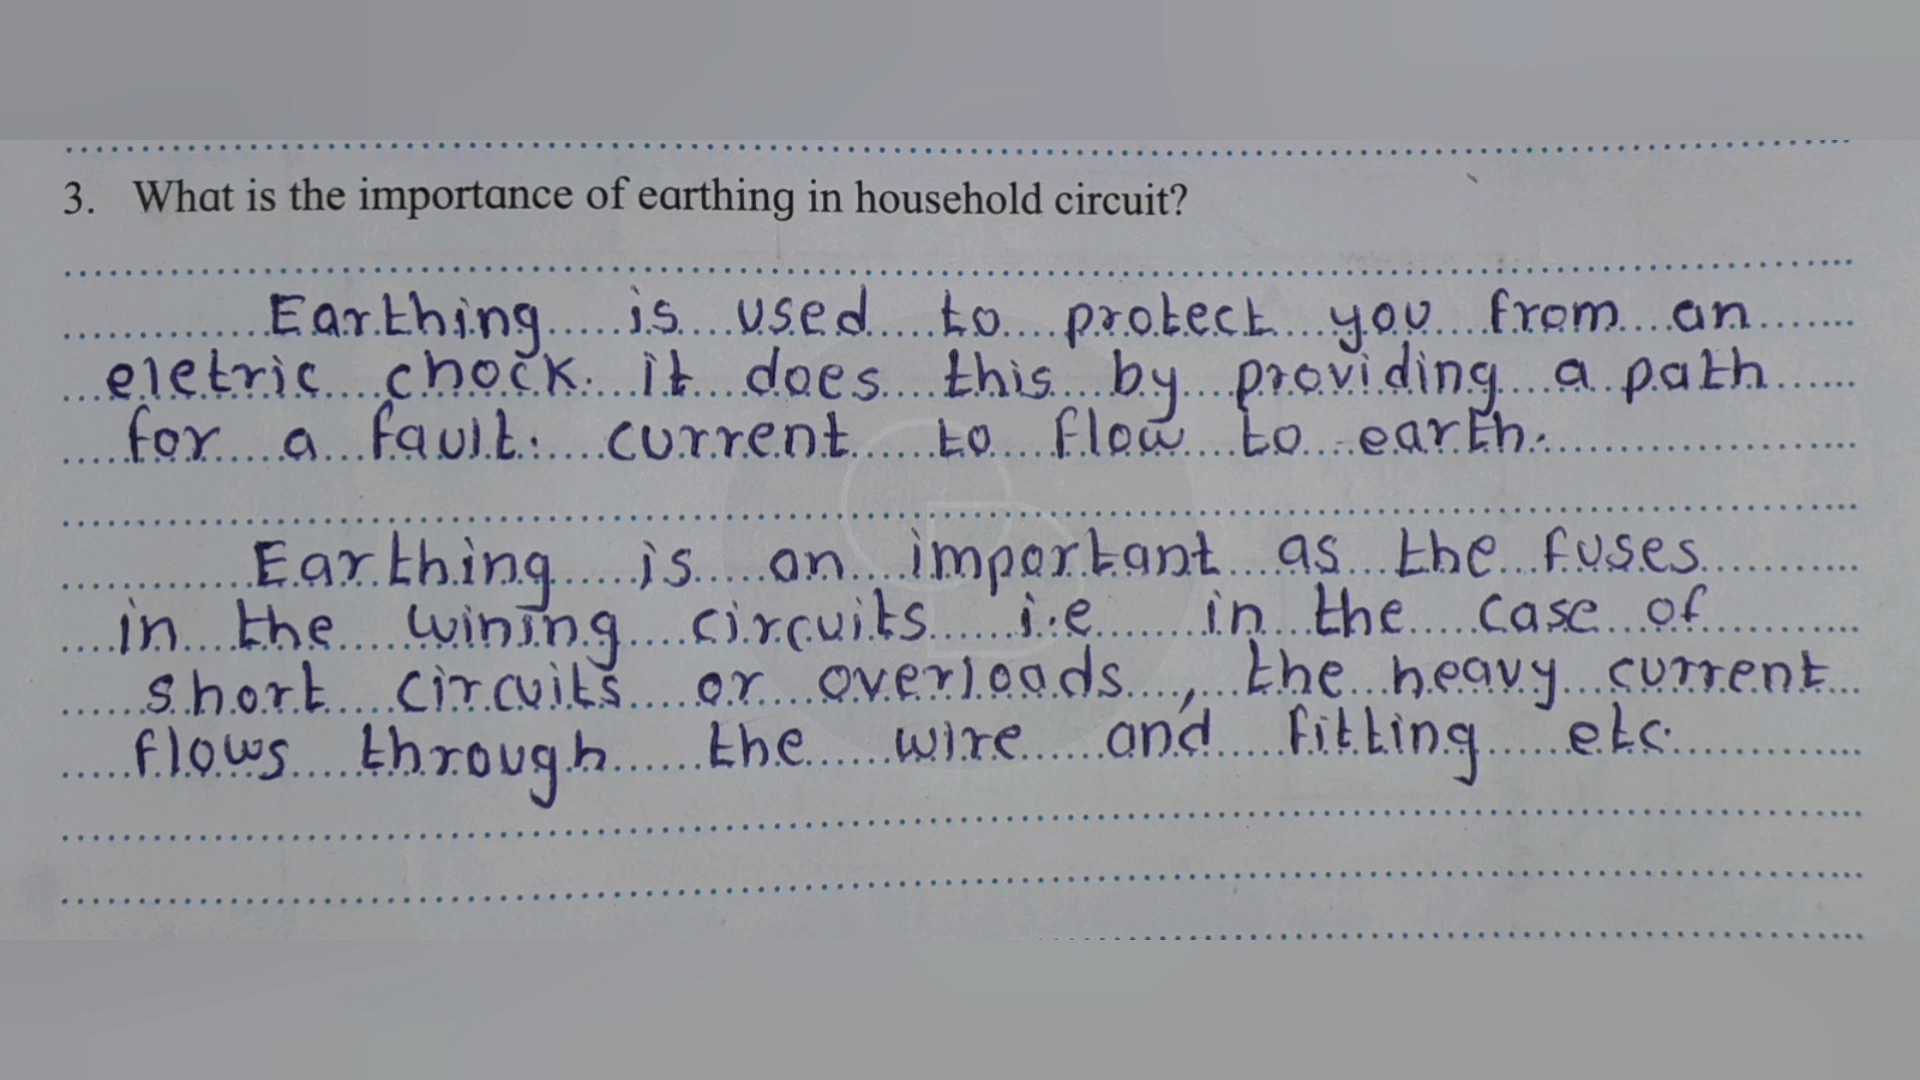 3. What is the importance of earthing in household circuit?
Earthing is used to protect you from an
eletric chock. it does this by providing a path
for a fault. current to flow to earth.
Earthing is an important as the fuses
in the wining circuits i.e in the case of
short circuits or overloads, the heavy current
flows through the wire and fitting etc.